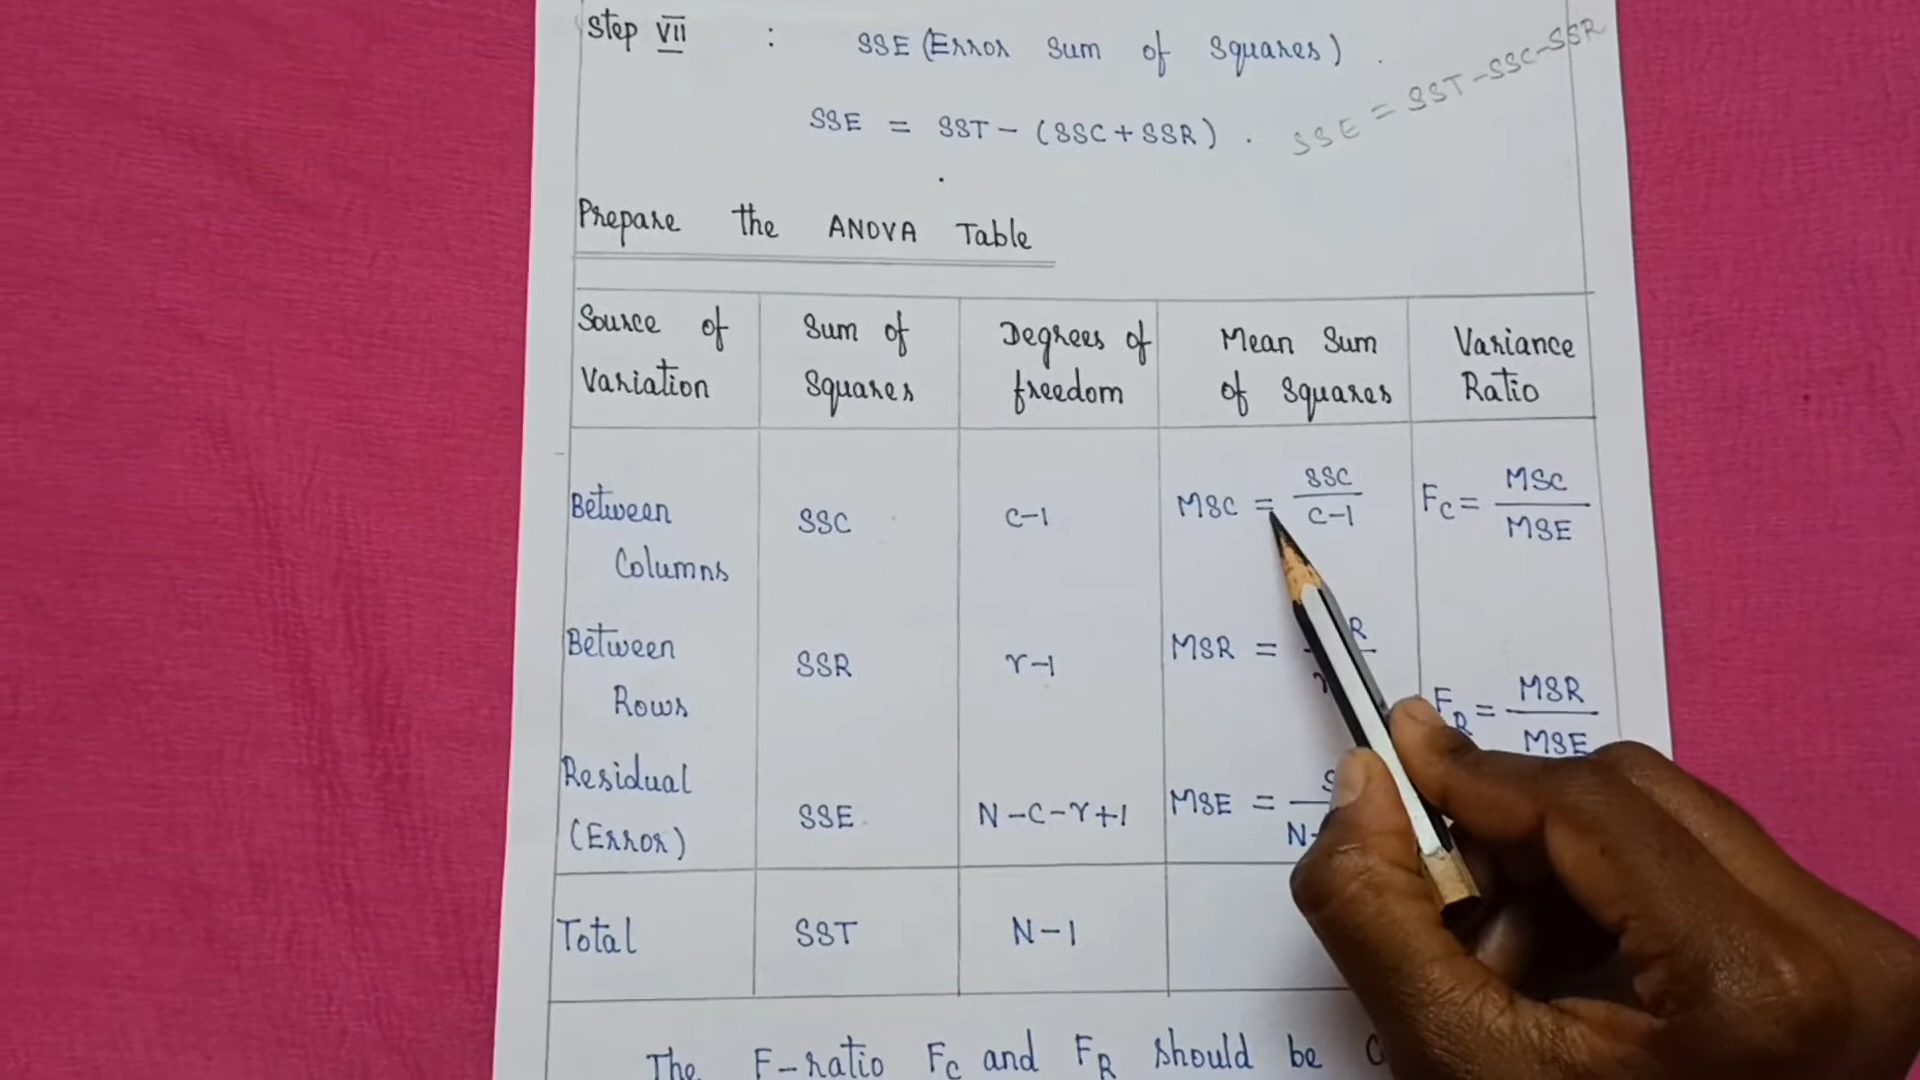 Step VII : SSE (Error Sum of Squares).
SSE = SST - (SSC + SSR). SSE = SST - SSC - SSR
Prepare the ANOVA Table
Source of Variation Sum of Squares Degrees of freedom Mean Sum of Squares Variance Ratio
Between Columns SSC c-1 MSC = SSC / c-1 Fc = MSC / MSE
Between Rows SSR r-1 MSR = FR = MSR / MSE
Residual (Error) SSE N-c-r+1 MSE =
Total SST N-1
The F-ratio Fc and FR should be